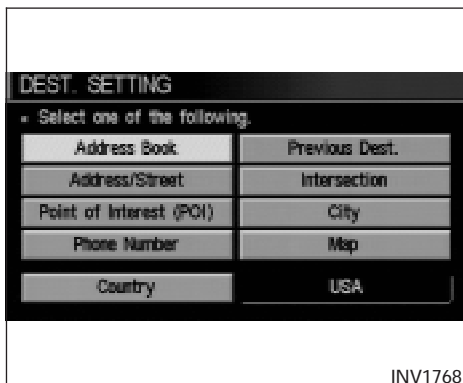 DEST. SETTING
Select one of the following.
Address Book Previous Dest.
Address/Street Intersection
Point of Interest (POI) City
Phone Number Map
Country USA
INV1768